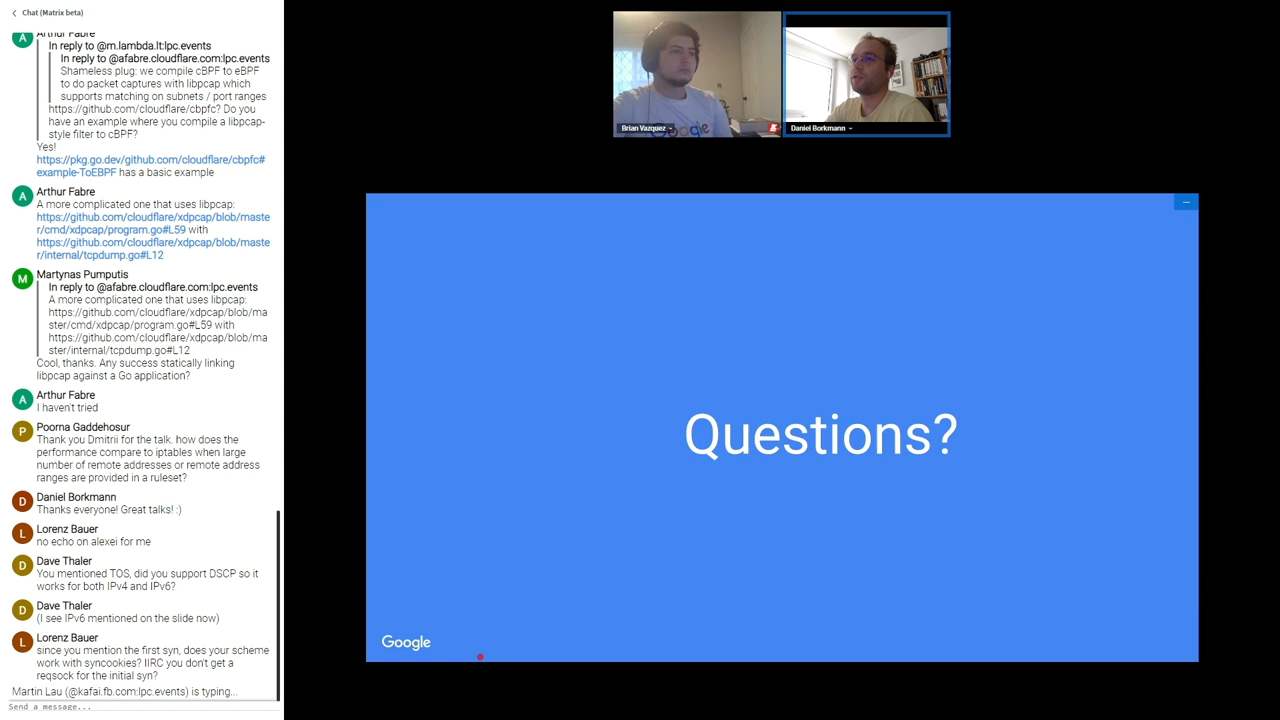 Chat (Matrix beta)
Arthur Fabre
In reply to @m.lambda.lt:lpc.events
In reply to @afabre.cloudflare.com:lpc.events
Shameless plug: we compile cBPF to eBPF
to do packet captures with libpcap which
supports matching on subnets / port ranges
https://github.com/cloudflare/cbpfc? Do you
have an example where you compile a libpcap-
style filter to cBPF?
Yes!
https://pkg.go.dev/github.com/cloudflare/cbpfc#
example-ToEBPF has a basic example
A
Arthur Fabre
A more complicated one that uses libpcap:
https://github.com/cloudflare/xdpcap/blob/maste
r/cmd/xdpcap/program.go#L59 with
https://github.com/cloudflare/xdpcap/blob/maste
r/internal/tcpdump.go#L12
M
Martynas Pumputis
In reply to @afabre.cloudflare.com:lpc.events
A more complicated one that uses libpcap:
https://github.com/cloudflare/xdpcap/blob/ma
ster/cmd/xdpcap/program.go#L59 with
https://github.com/cloudflare/xdpcap/blob/ma
ster/internal/tcpdump.go#L12
Cool, thanks. Any success statically linking
libpcap against a Go application?
A
Arthur Fabre
I haven't tried
P
Poorna Gaddehosur
Thank you Dmitrii for the talk. how does the
performance compare to iptables when large
number of remote addresses or remote address
ranges are provided in a ruleset?
D
Daniel Borkmann
Thanks everyone! Great talks! :)
L
Lorenz Bauer
no echo on alexei for me
D
Dave Thaler
You mentioned TOS, did you support DSCP so it
works for both IPv4 and IPv6?
D
Dave Thaler
(I see IPv6 mentioned on the slide now)
L
Lorenz Bauer
since you mention the first syn, does your scheme
work with syncookies? IIRC you don't get a
reqsock for the initial syn?
Martin Lau (@kafai.fb.com:lpc.events) is typing...
Send a message...
Google
Brian Vazquez
Daniel Borkmann
Questions?
Google